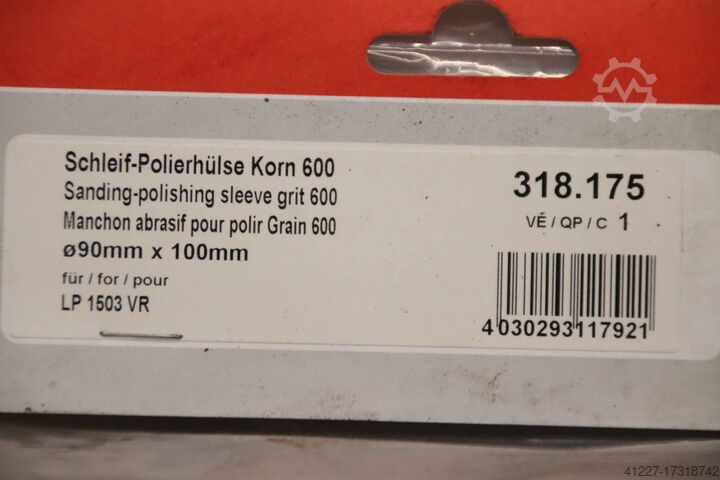 Schleif-Polierhülse Korn 600
Sanding-polishing sleeve grit 600
Manchon abrasif pour polir Grain 600
ø90mm x 100mm
für / for / pour
LP 1503 VR
318.175
VÉ / QP / C 1
4 030293 117921
41227-17318742